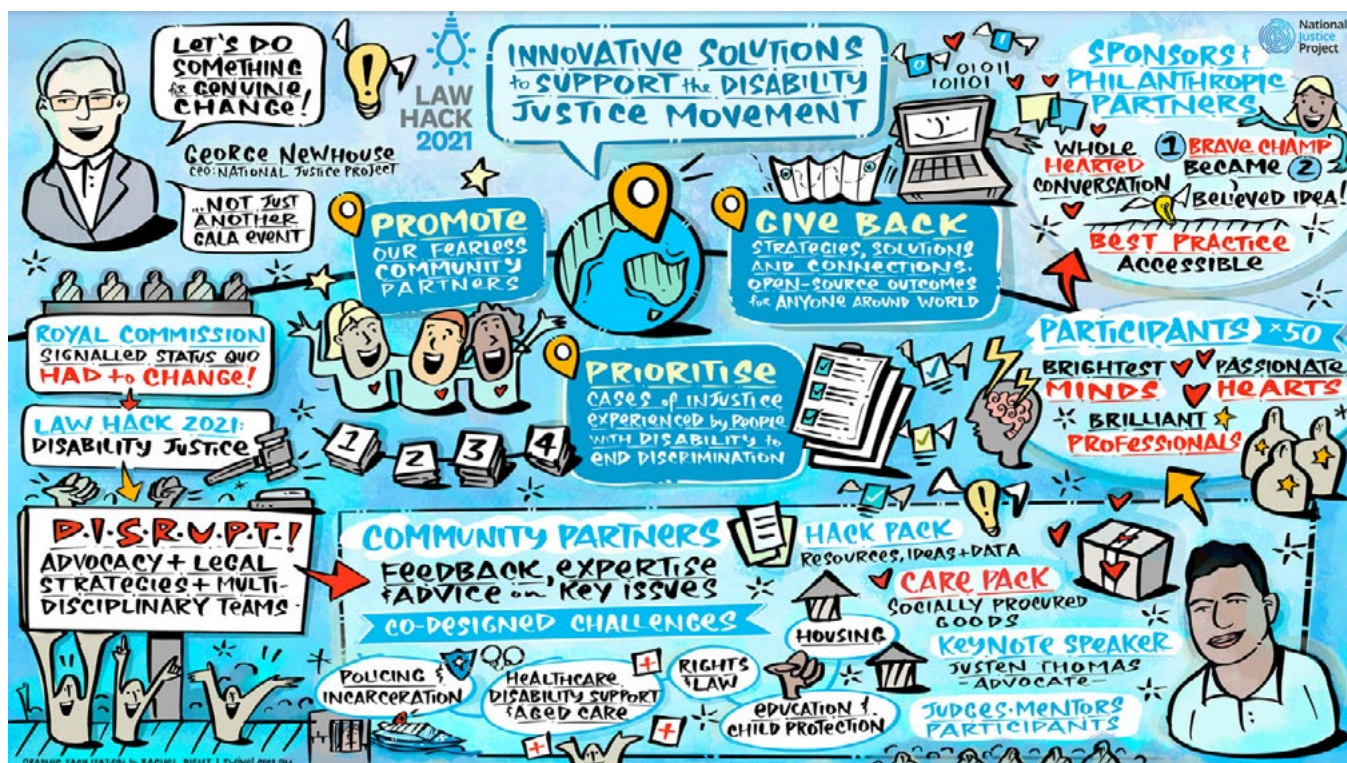 LET'S DO
SOMETHING
for GENUINE
CHANGE!
GEORGE NEWHOUSE
CEO: NATIONAL JUSTICE PROJECT
...NOT JUST
ANOTHER
GALA EVENT
LAW
HACK
2021
INNOVATIVE SOLUTIONS
to SUPPORT the DISABILITY
JUSTICE MOVEMENT
01011
10101
National
Justice
Project
SPONSORS &
PHILANTHROPIC
PARTNERS
WHOLE
HEARTED
CONVERSATION
1 BRAVE CHAMP
BECAME 2
BELIEVED IDEA!
BEST PRACTICE
ACCESSIBLE
PROMOTE
OUR FEARLESS
COMMUNITY
PARTNERS
GIVE BACK
STRATEGIES, SOLUTIONS
AND CONNECTIONS.
OPEN-SOURCE OUTCOMES
for ANYONE AROUND WORLD
ROYAL COMMISSION
SIGNALLED STATUS QUO
HAD to CHANGE!
LAW HACK 2021:
DISABILITY JUSTICE
1 2 3 4
PRIORITISE
CASES of INJUSTICE
EXPERIENCED by PEOPLE
WITH DISABILITY to
END DISCRIMINATION
PARTICIPANTS x50
BRIGHTEST
MINDS
PASSIONATE
HEARTS
BRILLIANT
PROFESSIONALS
D.I.S.R.U.P.T.!
ADVOCACY + LEGAL
STRATEGIES + MULTI-
DISCIPLINARY TEAMS
COMMUNITY PARTNERS
FEEDBACK, EXPERTISE
& ADVICE on KEY ISSUES
CO-DESIGNED CHALLENGES
POLICING &
INCARCERATION
HEALTHCARE
DISABILITY SUPPORT
& AGED CARE
RIGHTS
& LAW
HOUSING
EDUCATION &
CHILD PROTECTION
HACK PACK
RESOURCES, IDEAS + DATA
CARE PACK
SOCIALLY PROCURED
GOODS
KEYNOTE SPEAKER
JUSTEN THOMAS
- ADVOCATE -
JUDGES · MENTORS
PARTICIPANTS